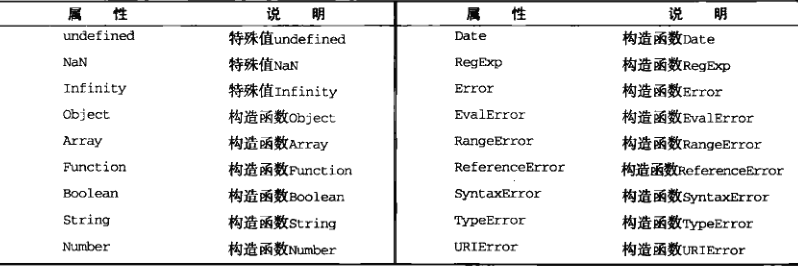 属 性 说 明 属 性 说 明
undefined 特殊值undefined Date 构造函数Date
NaN 特殊值NaN RegExp 构造函数RegExp
Infinity 特殊值Infinity Error 构造函数Error
Object 构造函数Object EvalError 构造函数EvalError
Array 构造函数Array RangeError 构造函数RangeError
Function 构造函数Function ReferenceError 构造函数ReferenceError
Boolean 构造函数Boolean SyntaxError 构造函数SyntaxError
String 构造函数String TypeError 构造函数TypeError
Number 构造函数Number URIError 构造函数URIError